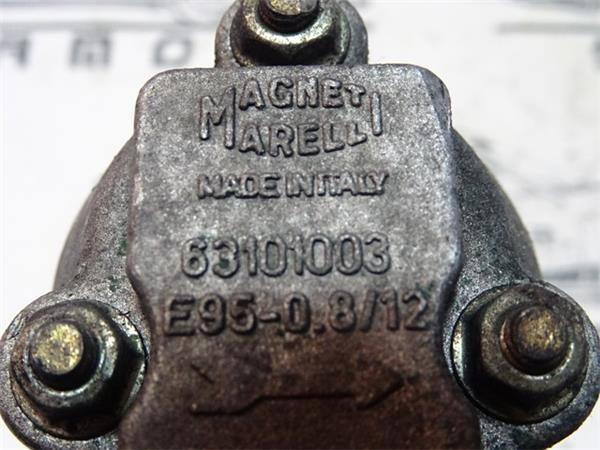 MAGNETI
MARELLI
MADE IN ITALY
63101003
E95-0.8/12